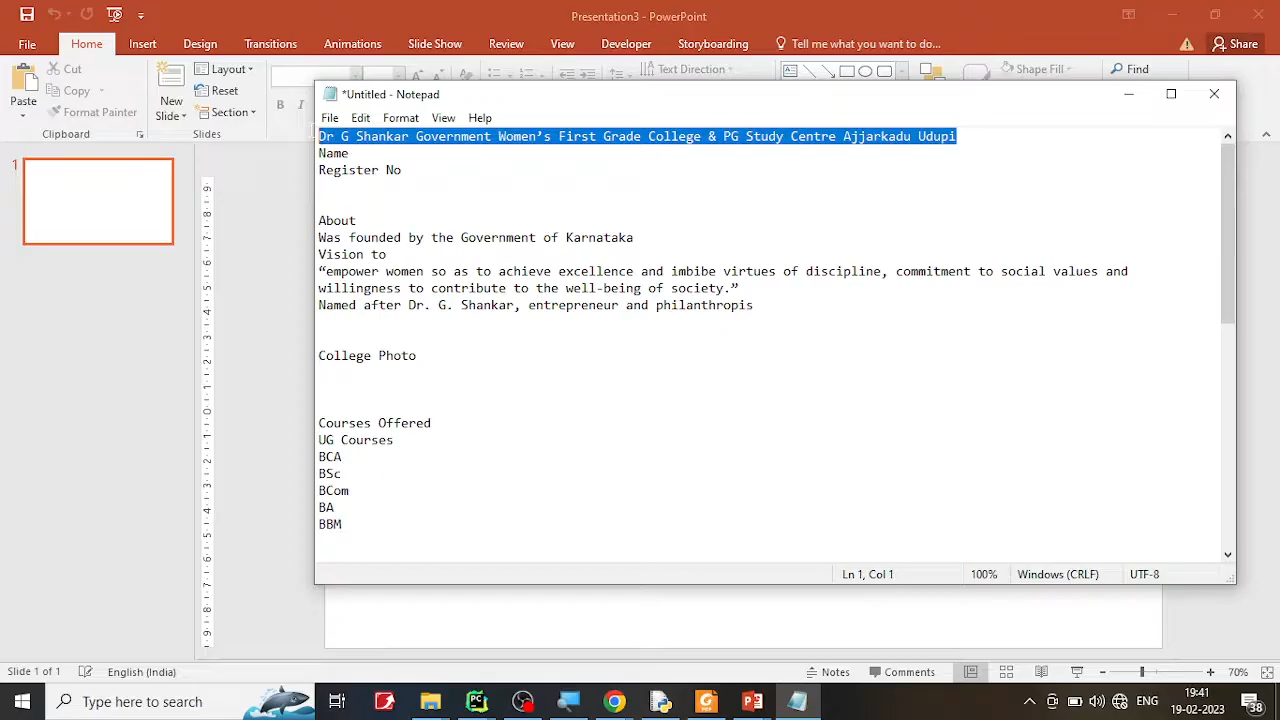 Presentation3 - PowerPoint
File Home Insert Design Transitions Animations Slide Show Review View Developer Storyboarding Tell me what you want to do... Share
Paste Cut Copy Format Painter Clipboard
New Slide Layout Reset Section Slides
B I Text Direction Shape Fill Find
*Untitled - Notepad
File Edit Format View Help
Dr G Shankar Government Women’s First Grade College & PG Study Centre Ajjarkadu Udupi
Name
Register No
About
Was founded by the Government of Karnataka
Vision to
“empower women so as to achieve excellence and imbibe virtues of discipline, commitment to social values and
willingness to contribute to the well-being of society.”
Named after Dr. G. Shankar, entrepreneur and philanthropis
College Photo
Courses Offered
UG Courses
BCA
BSc
BCom
BA
BBM
Ln 1, Col 1 100% Windows (CRLF) UTF-8
1
Slide 1 of 1 English (India) Notes Comments 70%
Type here to search
PC
ENG 19:41
19-02-2023 38